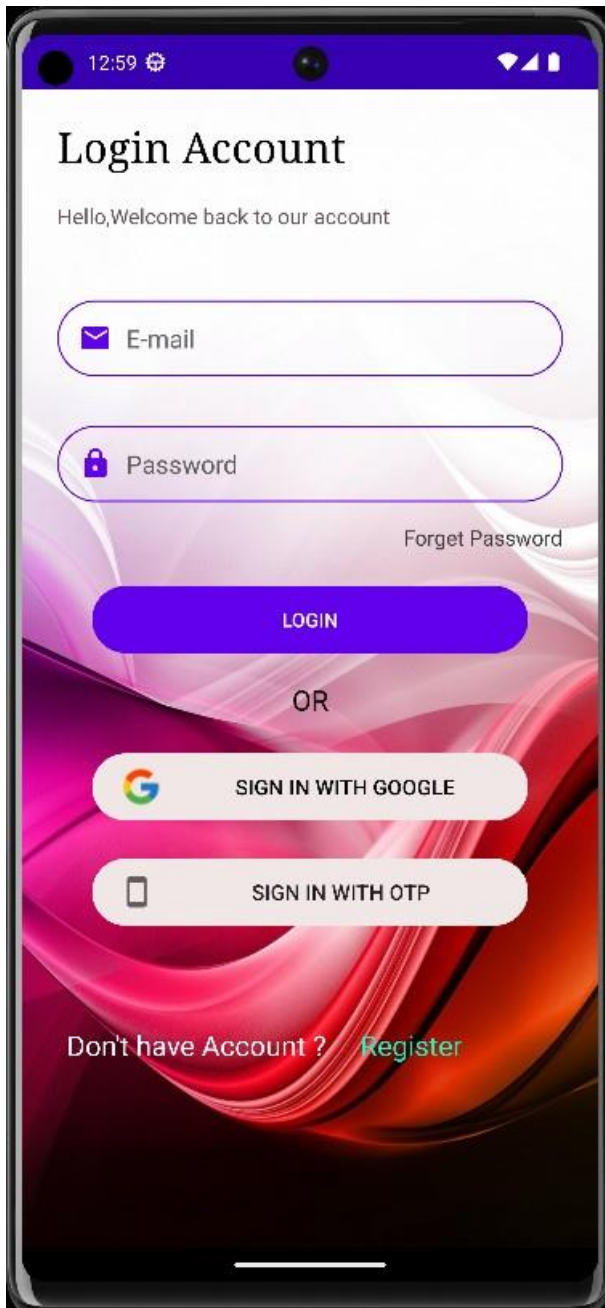 12:59
Login Account
Hello,Welcome back to our account
E-mail
Password
Forget Password
LOGIN
OR
SIGN IN WITH GOOGLE
SIGN IN WITH OTP
Don't have Account ? Register